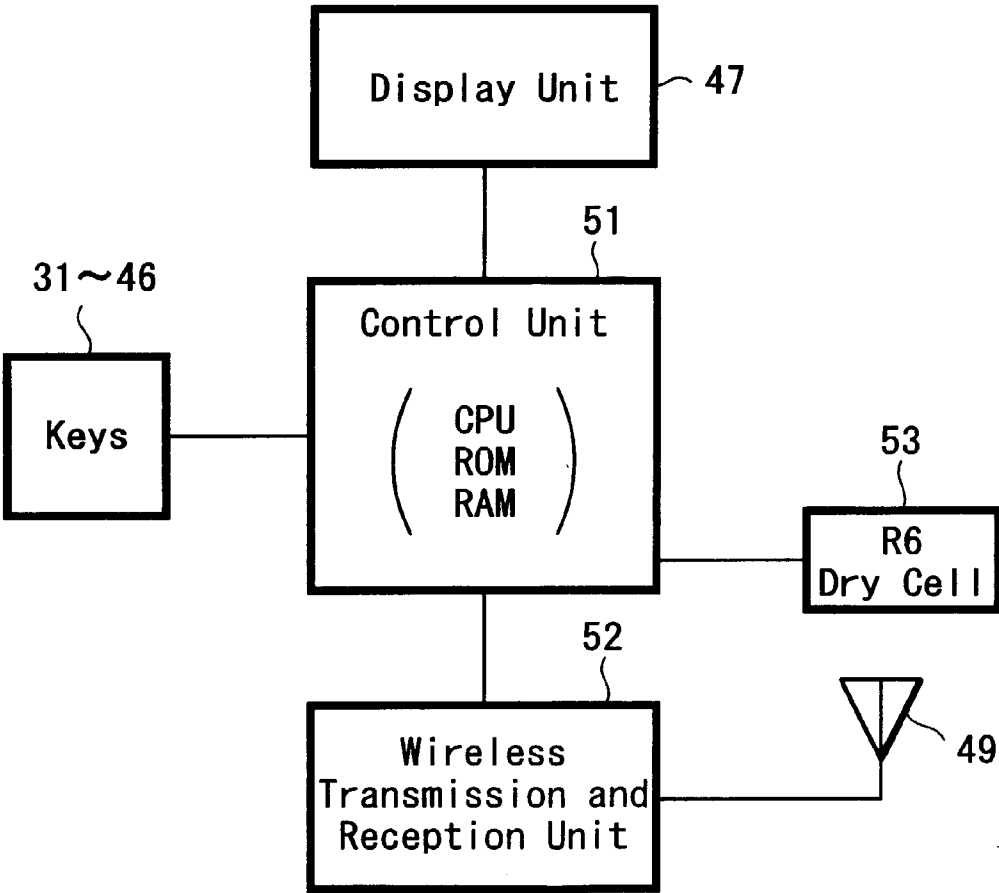 Display Unit
47
51
31～46
Control Unit
Keys
CPU
ROM
RAM
53
R6
Dry Cell
52
Wireless
Transmission and
Reception Unit
49